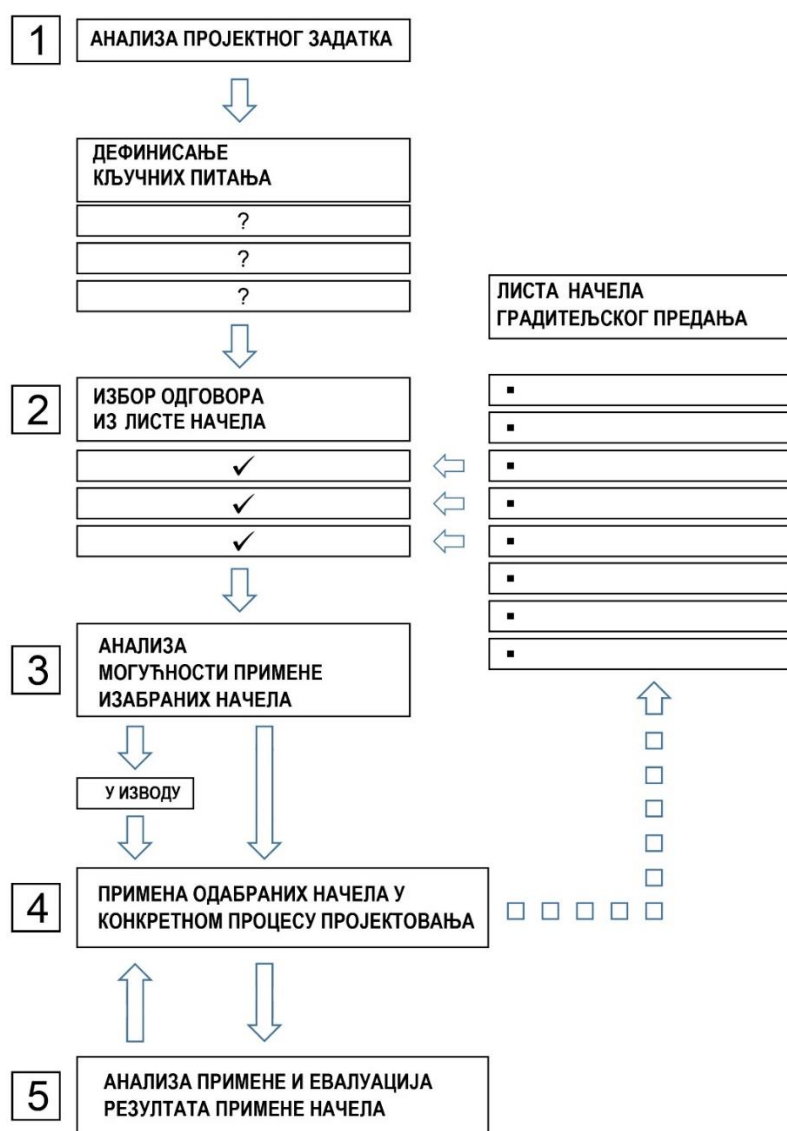 1
АНАЛИЗА ПРОЈЕКТНОГ ЗАДАТКА
ДЕФИНИСАЊЕ
КЉУЧНИХ ПИТАЊА
?
?
?
ЛИСТА НАЧЕЛА
ГРАДИТЕЉСКОГ ПРЕДАЊА
2
ИЗБОР ОДГОВОРА
ИЗ ЛИСТЕ НАЧЕЛА
✓
✓
✓
3
АНАЛИЗА
МОГУЋНОСТИ ПРИМЕНЕ
ИЗАБРАНИХ НАЧЕЛА
У ИЗВОДУ
4
ПРИМЕНА ОДАБРАНИХ НАЧЕЛА У
КОНКРЕТНОМ ПРОЦЕСУ ПРОЈЕКТОВАЊА
5
АНАЛИЗА ПРИМЕНЕ И ЕВАЛУАЦИЈА
РЕЗУЛТАТА ПРИМЕНЕ НАЧЕЛА